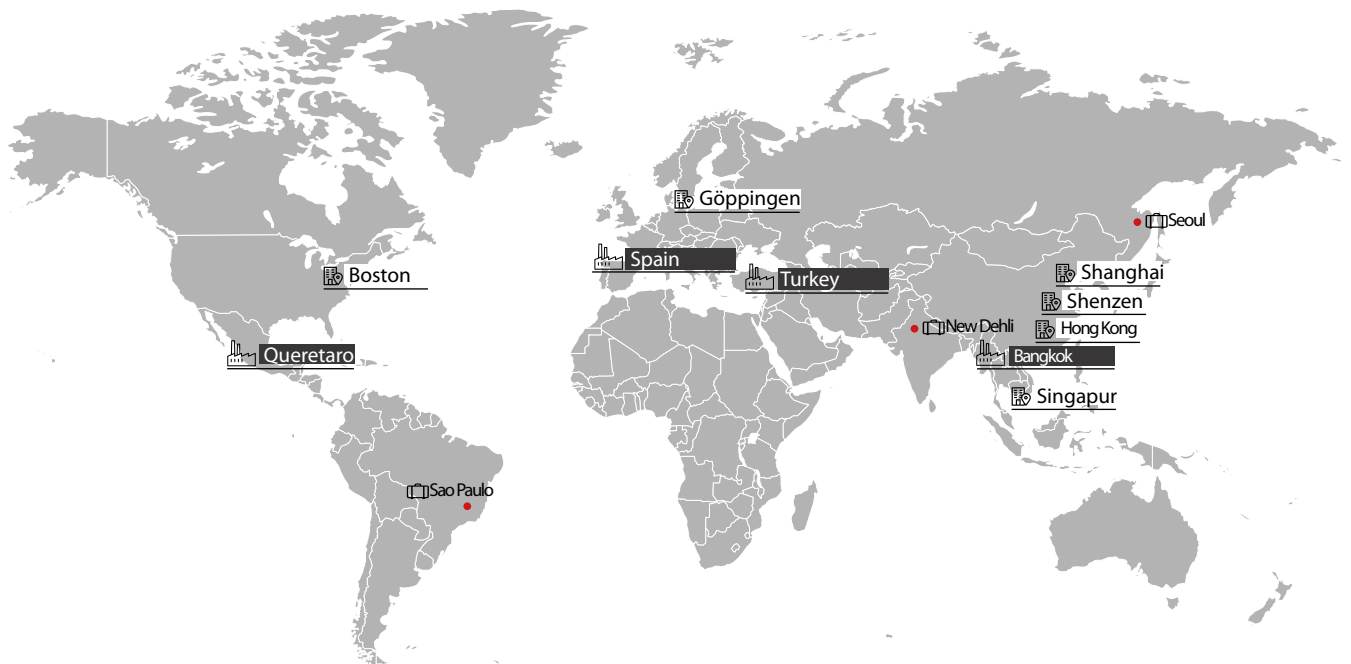 Göppingen
Seoul
Spain
Boston
Turkey
Shanghai
Shenzen
New Dehli
Hong Kong
Queretaro
Bangkok
Singapur
Sao Paulo